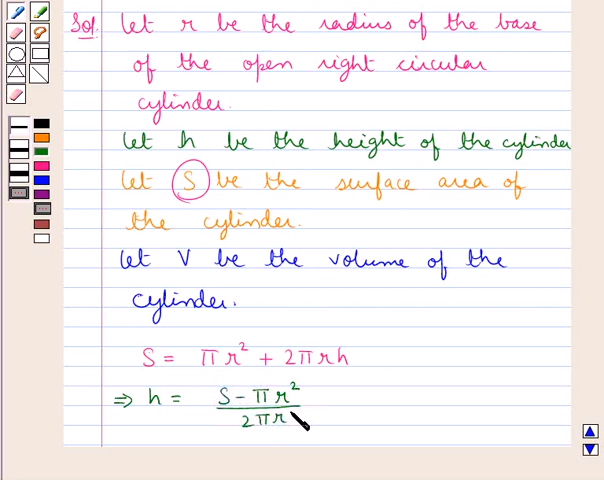 Sol. Let r be the radius of the base
of the open right circular
cylinder.
Let h be the height of the cylinder
Let S be the surface area of
the cylinder.
Let V be the volume of the
cylinder.
S = πr² + 2πrh
⇒ h = (S - πr²)/(2πr)